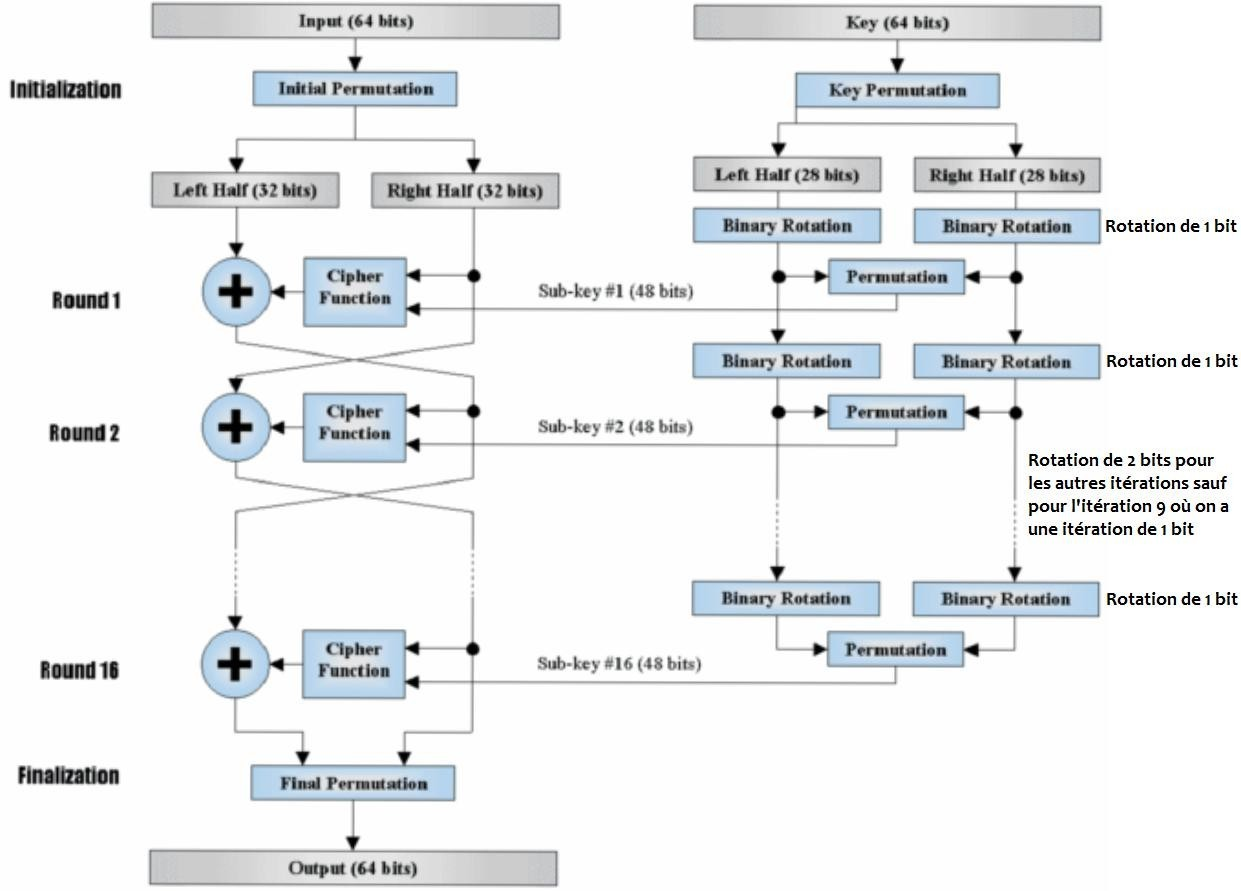 Input (64 bits)
Key (64 bits)
Initialization
Initial Permutation
Key Permutation
Left Half (32 bits)
Right Half (32 bits)
Left Half (28 bits)
Right Half (28 bits)
Binary Rotation
Binary Rotation
Rotation de 1 bit
Round 1
Cipher
Function
Sub-key #1 (48 bits)
Permutation
Binary Rotation
Binary Rotation
Rotation de 1 bit
Round 2
Cipher
Function
Sub-key #2 (48 bits)
Permutation
Rotation de 2 bits pour
les autres itérations sauf
pour l'itération 9 où on a
une itération de 1 bit
Binary Rotation
Binary Rotation
Rotation de 1 bit
Round 16
Cipher
Function
Sub-key #16 (48 bits)
Permutation
Finalization
Final Permutation
Output (64 bits)